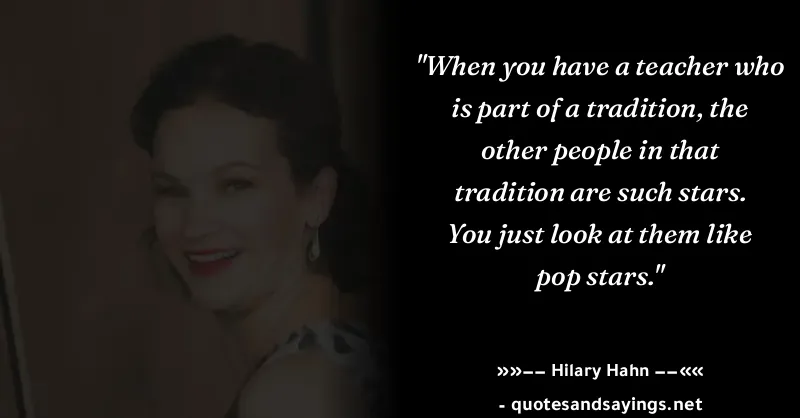 "When you have a teacher who
is part of a tradition, the
other people in that
tradition are such stars.
You just look at them like
pop stars."
»»−− Hilary Hahn −−««
- quotesandsayings.net